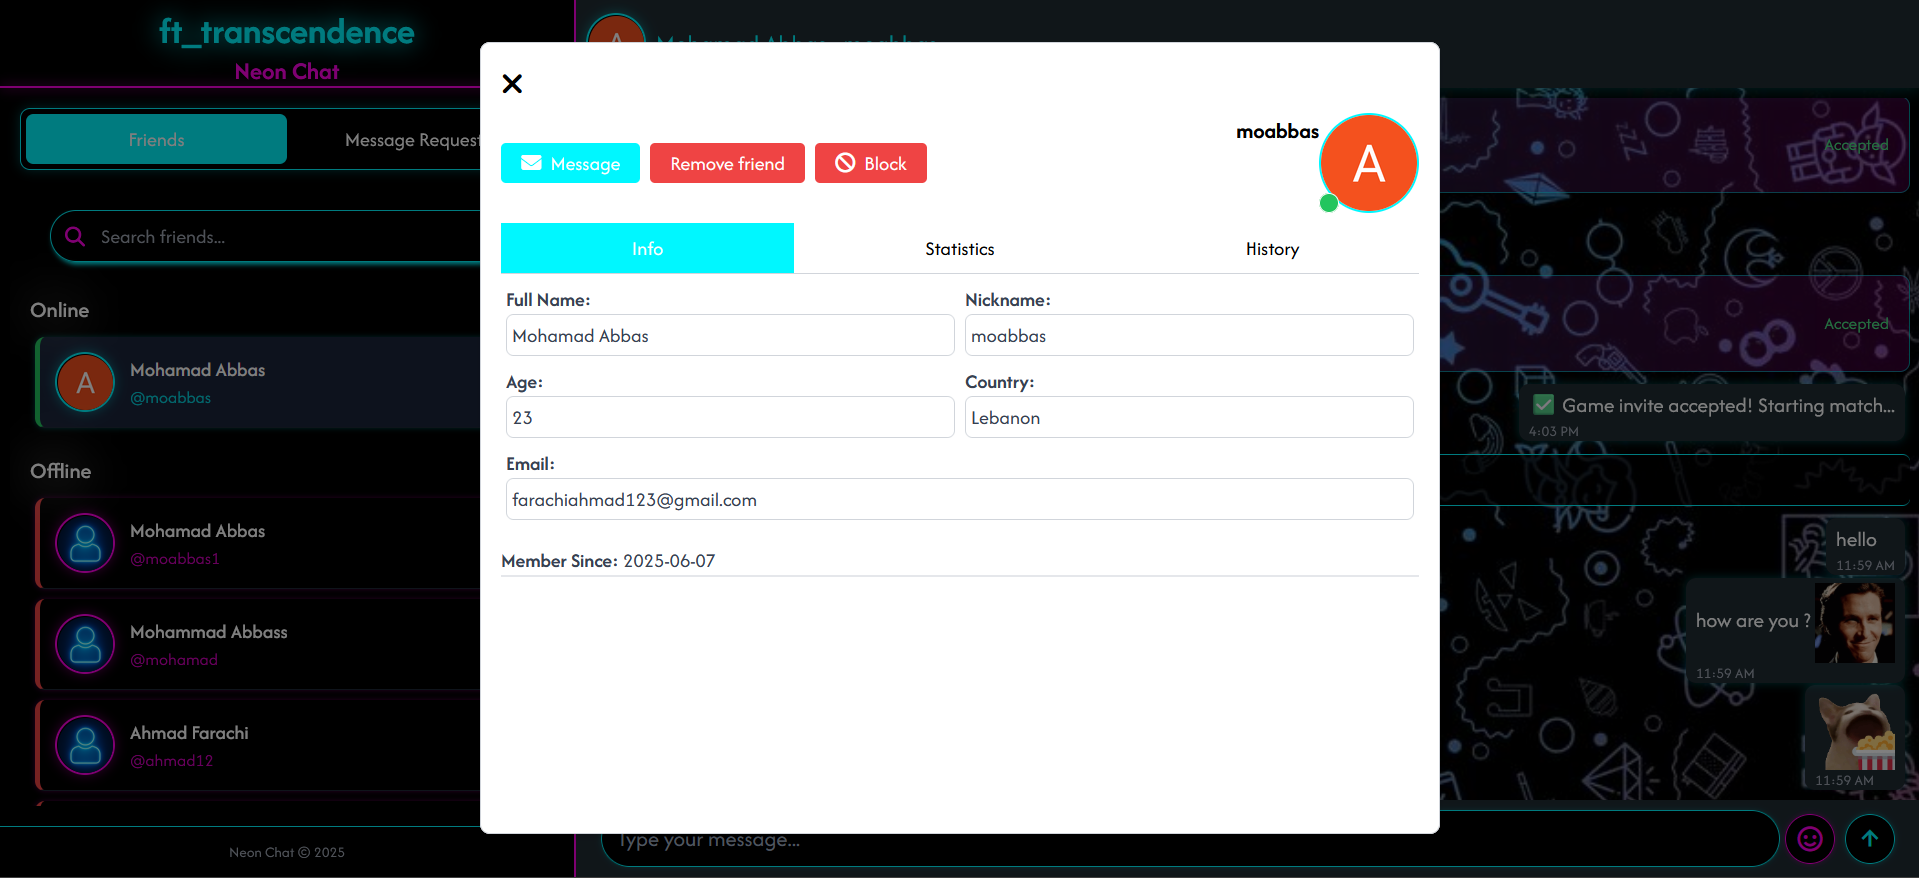 ft_transcendence
Neon Chat
Friends
Message Request
Search friends...
Online
A
Mohamad Abbas
@moabbas
Offline
Mohamad Abbas
@moabbas1
Mohammad Abbass
@mohamad
Ahmad Farachi
@ahmad12
Neon Chat © 2025
moabbas
A
Message
Remove friend
Block
Info
Statistics
History
Full Name:
Nickname:
Mohamad Abbas
moabbas
Age:
Country:
23
Lebanon
Email:
farachiahmad123@gmail.com
Member Since: 2025-06-07
Accepted
Accepted
✅ Game invite accepted! Starting match...
4:03 PM
hello
11:59 AM
how are you ?
11:59 AM
11:59 AM
Type your message...